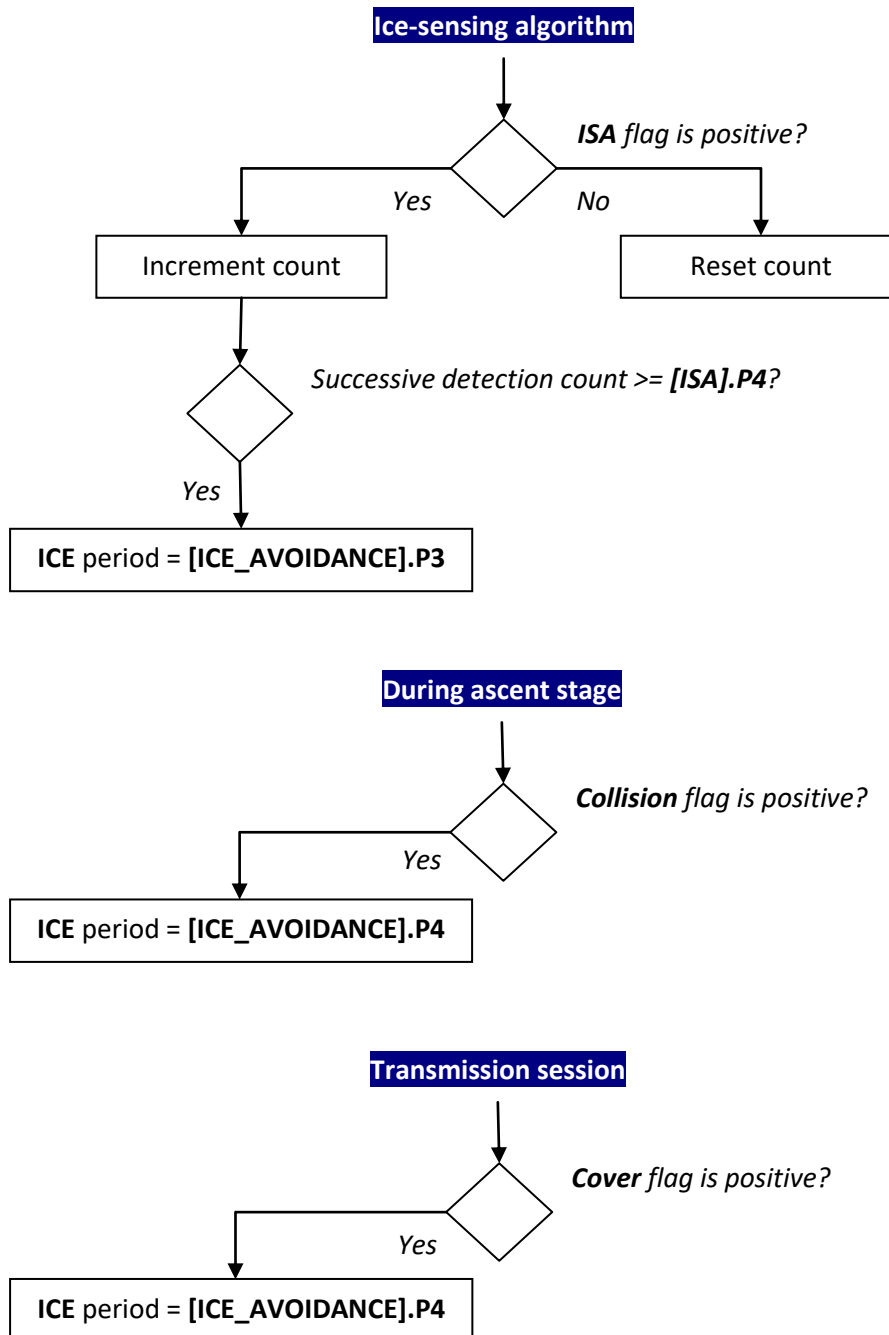 Ice-sensing algorithm
ISA flag is positive?
Yes
No
Increment count
Reset count
Successive detection count >= [ISA].P4?
Yes
ICE period = [ICE_AVOIDANCE].P3
During ascent stage
Collision flag is positive?
Yes
ICE period = [ICE_AVOIDANCE].P4
Transmission session
Cover flag is positive?
Yes
ICE period = [ICE_AVOIDANCE].P4